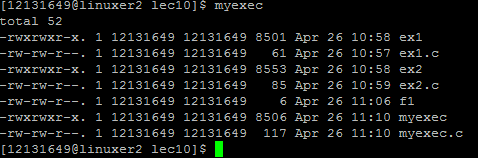 [12131649@linuxer2 lec10]$ myexec
total 52
-rwxrwxr-x. 1 12131649 12131649 8501 Apr 26 10:58 ex1
-rw-rw-r--. 1 12131649 12131649   61 Apr 26 10:57 ex1.c
-rwxrwxr-x. 1 12131649 12131649 8553 Apr 26 10:58 ex2
-rw-rw-r--. 1 12131649 12131649   85 Apr 26 10:59 ex2.c
-rw-rw-r--. 1 12131649 12131649    6 Apr 26 11:06 f1
-rwxrwxr-x. 1 12131649 12131649 8506 Apr 26 11:10 myexec
-rw-rw-r--. 1 12131649 12131649  117 Apr 26 11:10 myexec.c
[12131649@linuxer2 lec10]$